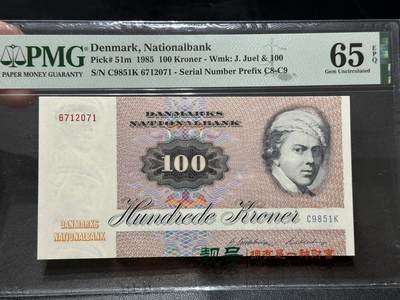 PMG
PAPER MONEY GUARANTY
Denmark, Nationalbank
Pick# 51m 1985 100 Kroner - Wmk: J. Juel & 100
S/N C9851K 6712071 - Serial Number Prefix C8-C9
65 EPQ
Gem Uncirculated
6712071
DANMARKS
NATIONALBANK
100
Hundrede Kroner
C9851K
DANMARKS
NATIONALBANK